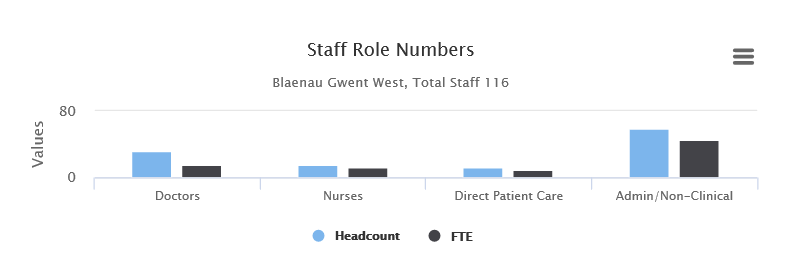 Staff Role Numbers
Blaenau Gwent West, Total Staff 116
80
Values
0
Doctors Nurses Direct Patient Care Admin/Non-Clinical
Headcount FTE